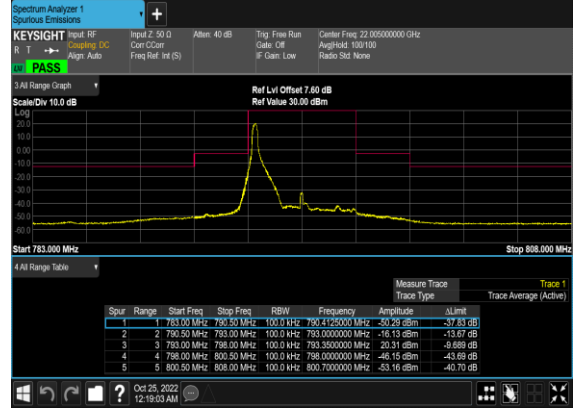 Spectrum Analyzer 1
Spurious Emissions
+
KEYSIGHT Input: RF Input Z: 50 Ω Atten: 40 dB Trig: Free Run Center Freq: 22.005000000 GHz
R T Coupling: DC Corr CCorr Gate: Off Avg|Hold: 100/100
Align: Auto Freq Ref: Int (S) IF Gain: Low Radio Std: None
PASS
3 All Range Graph
Ref Lvl Offset 7.60 dB
Scale/Div 10.0 dB Ref Value 30.00 dBm
Log
20.0
10.0
0.00
-10.0
-20.0
-30.0
-40.0
-50.0
-60.0
Start 783.000 MHz Stop 808.000 MHz
4 All Range Table
Measure Trace Trace 1
Trace Type Trace Average (Active)
Spur Range Start Freq Stop Freq RBW Frequency Amplitude ΔLimit
1 1 783.00 MHz 790.50 MHz 100.0 kHz 790.4125000 MHz -50.29 dBm -37.83 dB
2 2 790.50 MHz 793.00 MHz 100.0 kHz 793.0000000 MHz -16.13 dBm -13.67 dB
3 3 793.00 MHz 798.00 MHz 100.0 kHz 793.3500000 MHz 20.31 dBm -9.689 dB
4 4 798.00 MHz 800.50 MHz 100.0 kHz 798.0000000 MHz -46.15 dBm -43.69 dB
5 5 800.50 MHz 808.00 MHz 100.0 kHz 800.7000000 MHz -53.16 dBm -40.70 dB
? Oct 25, 2022
12:19:03 AM